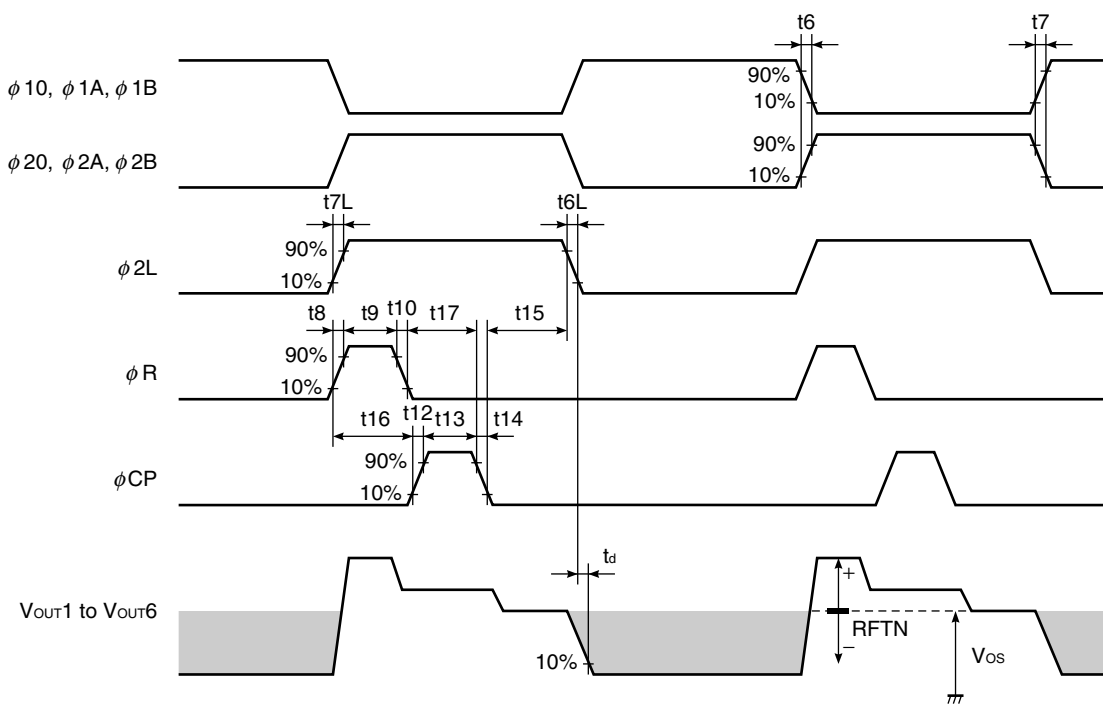 t6
t7
φ10, φ1A, φ1B
90%
10%
φ20, φ2A, φ2B
90%
10%
t7L
t6L
90%
φ2L
10%
t8
t9
t10
t17
t15
90%
φR
10%
t16
t12
t13
t14
90%
φCP
10%
td
+
VOUT1 to VOUT6
RFTN
−
10%
VOS